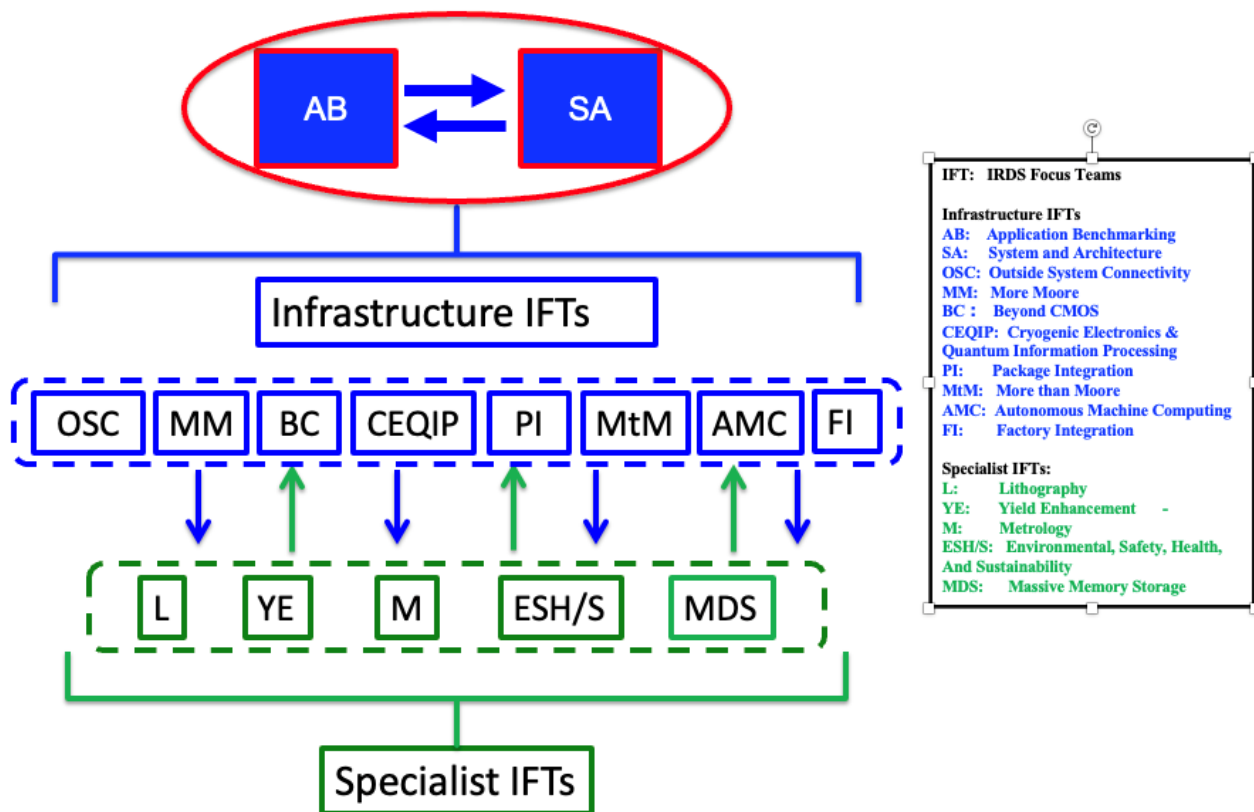 AB
SA
Infrastructure IFTs
OSC MM BC CEQIP PI MtM AMC FI
L YE M ESH/S MDS
Specialist IFTs
IFT: IRDS Focus Teams
Infrastructure IFTs
AB: Application Benchmarking
SA: System and Architecture
OSC: Outside System Connectivity
MM: More Moore
BC : Beyond CMOS
CEQIP: Cryogenic Electronics &
Quantum Information Processing
PI: Package Integration
MtM: More than Moore
AMC: Autonomous Machine Computing
FI: Factory Integration
Specialist IFTs:
L: Lithography
YE: Yield Enhancement -
M: Metrology
ESH/S: Environmental, Safety, Health,
And Sustainability
MDS: Massive Memory Storage